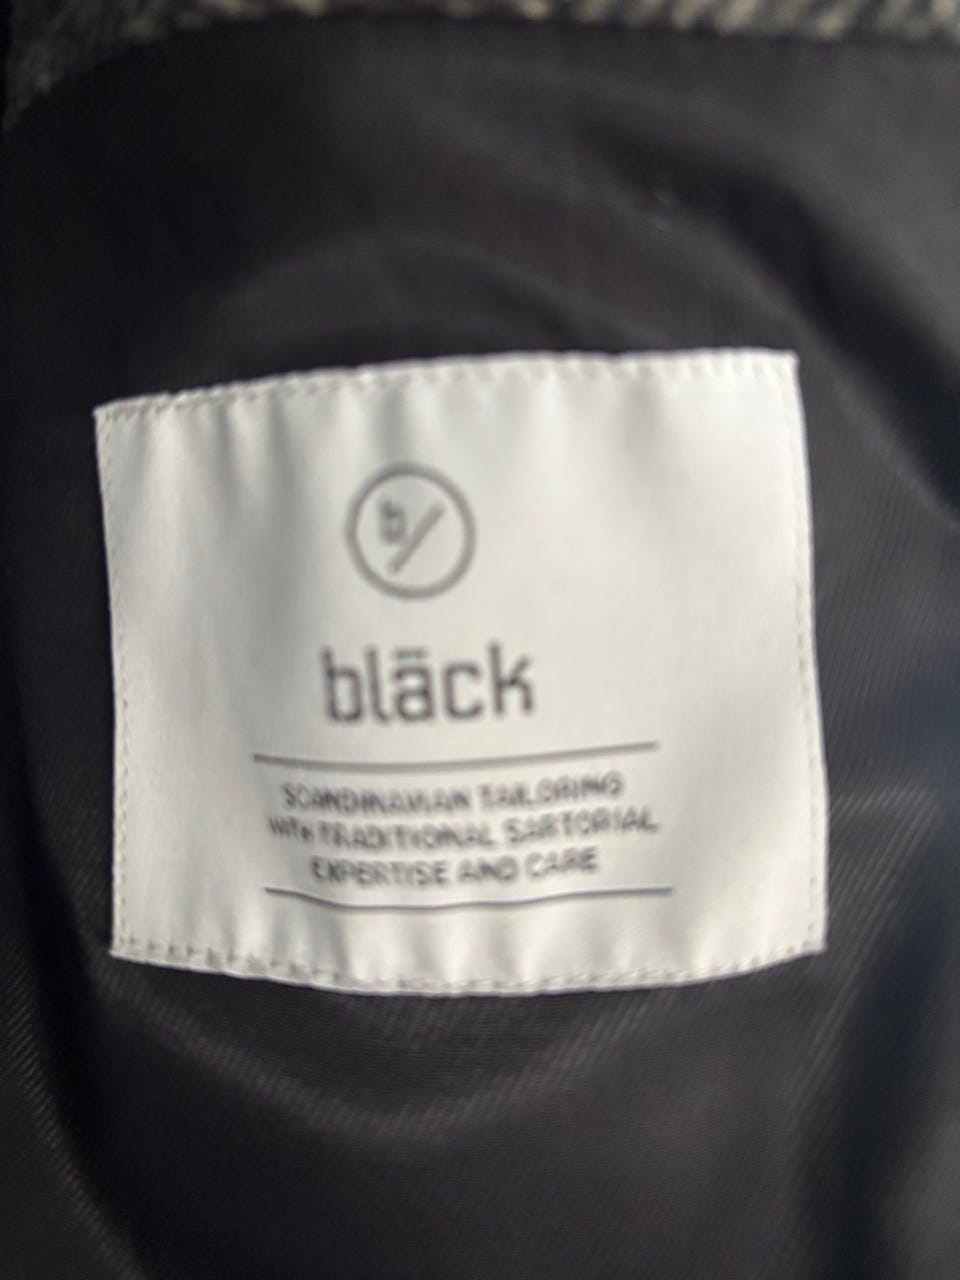 b/
bläck
SCANDINAVIAN TAILORING
WITH TRADITIONAL SARTORIAL
EXPERTISE AND CARE